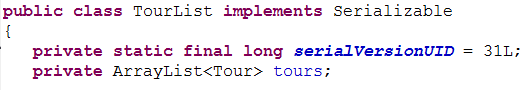 public class TourList implements Serializable
{
private static final long serialVersionUID = 31L;
private ArrayList<Tour> tours;